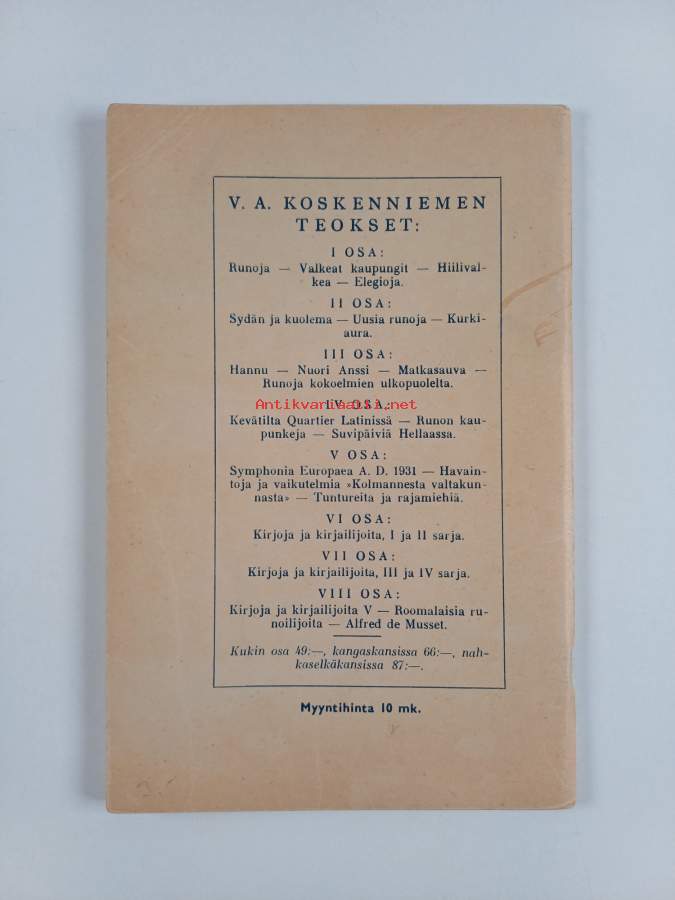 V. A. KOSKENNIEMEN
TEOKSET:
I OSA:
Runoja — Valkeat kaupungit — Hiilival-
kea — Elegioja.
II OSA:
Sydän ja kuolema — Uusia runoja — Kurki-
aura.
III OSA:
Hannu — Nuori Anssi — Matkasauva —
Runoja kokoelmien ulkopuolelta.
Antikvariaatti.net
IV OSA:
Kevätilta Quartier Latinissä — Runon kau-
punkeja — Suvipäiviä Hellaassa.
V OSA:
Symphonia Europaea A. D. 1931 — Havain-
toja ja vaikutelmia »Kolmannesta valtakun-
nasta» — Tuntureita ja rajamiehiä.
VI OSA:
Kirjoja ja kirjailijoita, I ja II sarja.
VII OSA:
Kirjoja ja kirjailijoita, III ja IV sarja.
VIII OSA:
Kirjoja ja kirjailijoita V — Roomalaisia ru-
noilijoita — Alfred de Musset.
Kukin osa 49:—, kangaskansissa 66:—, nah-
kaselkäkansissa 87:—.
Myyntihinta 10 mk.